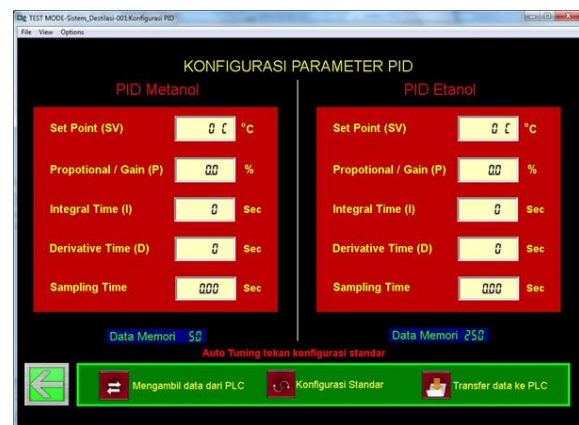 TEST MODE-Sistem_Destilasi-001:Konfigurasi PID
File View Options
KONFIGURASI PARAMETER PID
PID Metanol
Set Point (SV) 0 C °C
Propotional / Gain (P) 0.0 %
Integral Time (I) 0 Sec
Derivative Time (D) 0 Sec
Sampling Time 0.00 Sec
Data Memori 50
PID Etanol
Set Point (SV) 0 C °C
Propotional / Gain (P) 0.0 %
Integral Time (I) 0 Sec
Derivative Time (D) 0 Sec
Sampling Time 0.00 Sec
Data Memori 250
Auto Tuning tekan konfigurasi standar
Mengambil data dari PLC Konfigurasi Standar Transfer data ke PLC